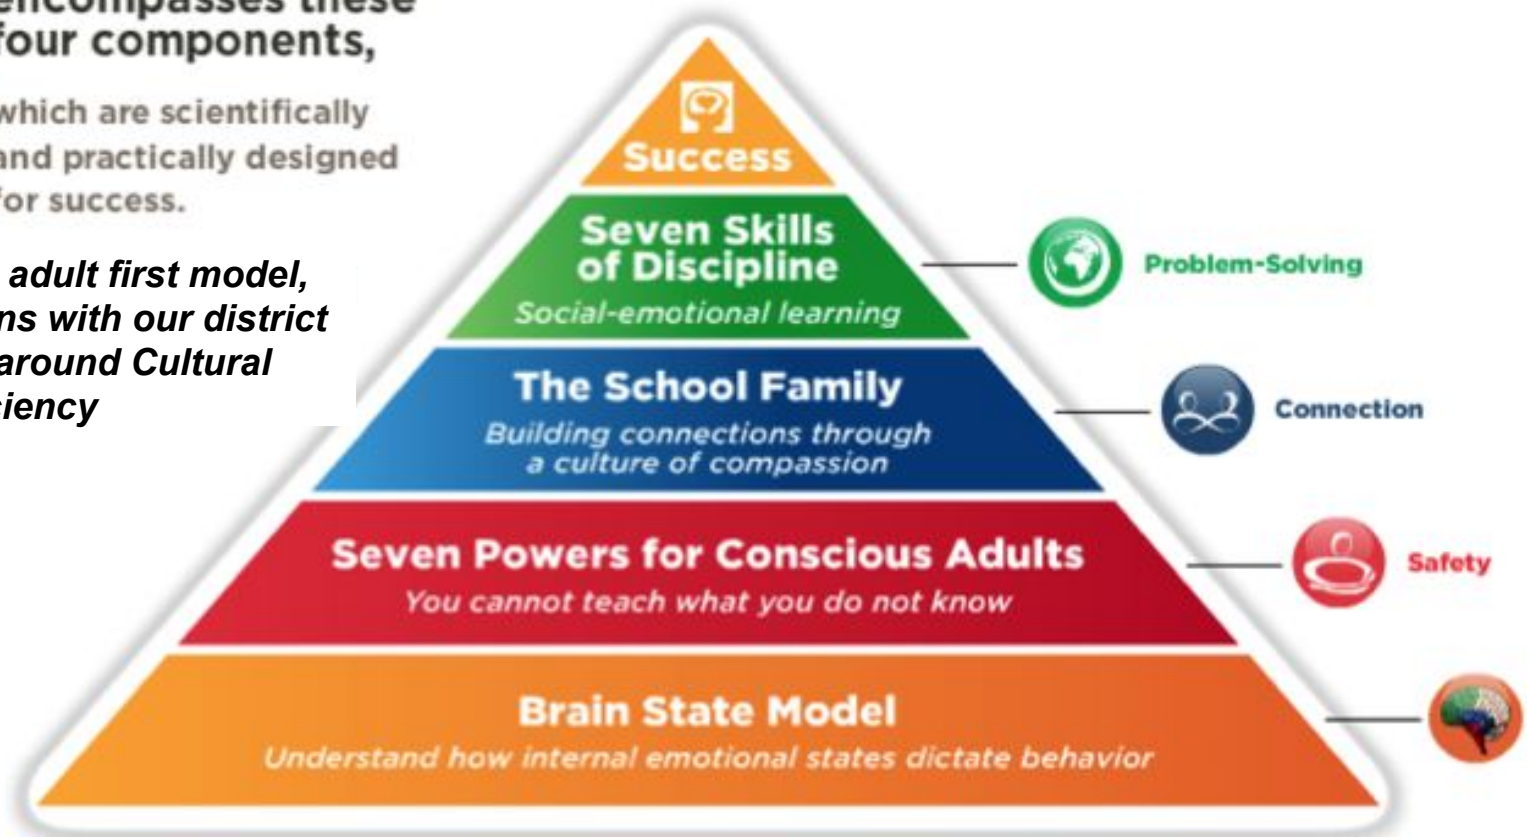 encompasses these
four components,
which are scientifically
and practically designed
for success.
adult first model,
ns with our district
around Cultural
ciency
Success
Seven Skills
of Discipline
Social-emotional learning
Problem-Solving
The School Family
Building connections through
a culture of compassion
Connection
Seven Powers for Conscious Adults
You cannot teach what you do not know
Safety
Brain State Model
Understand how internal emotional states dictate behavior